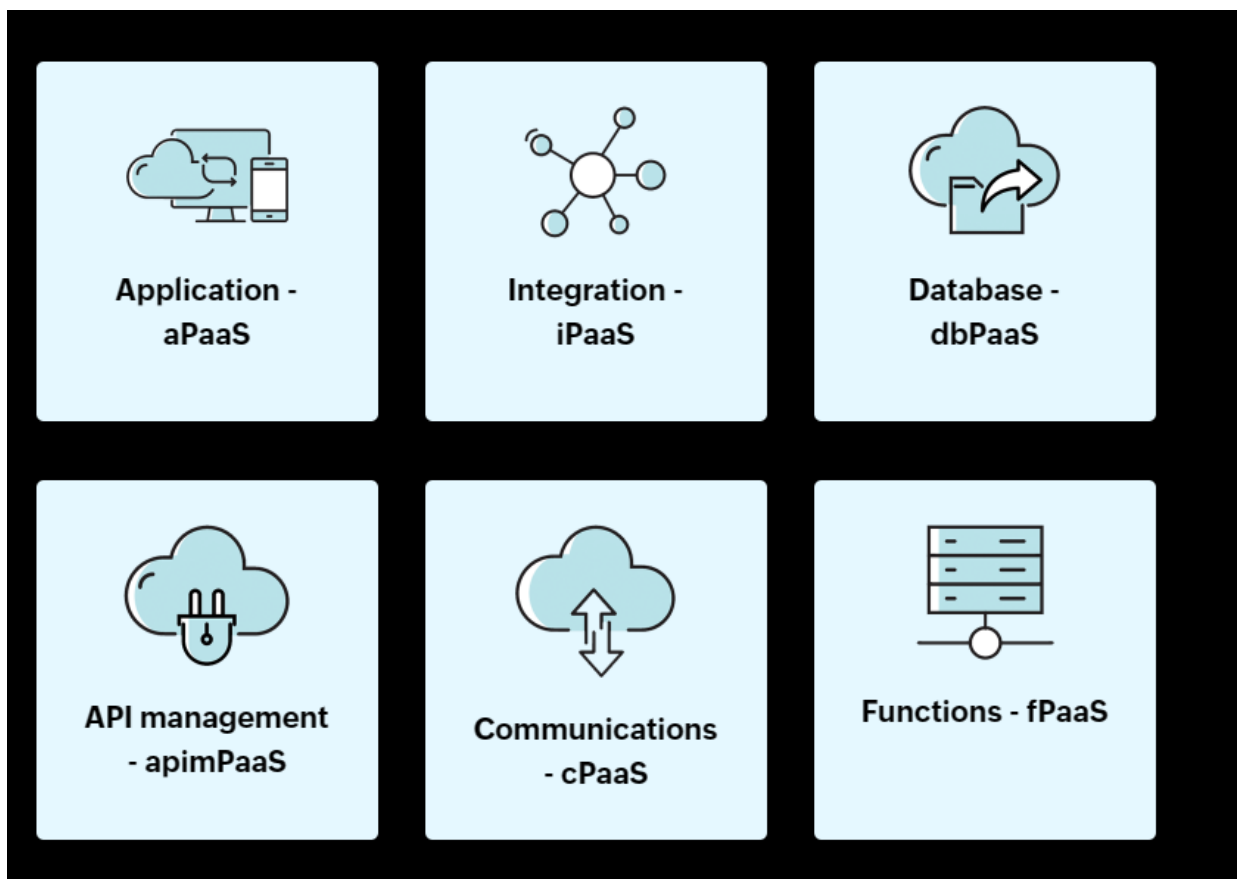 Application -
aPaaS
Integration -
iPaaS
Database -
dbPaaS
API management
- apimPaaS
Communications
- cPaaS
Functions - fPaaS